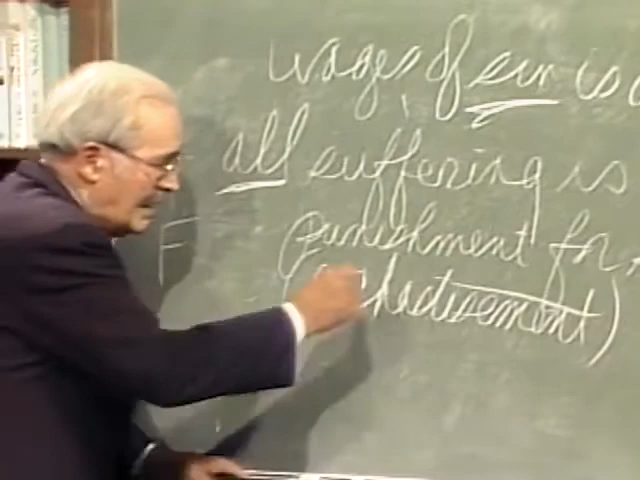 wages of sin is
all suffering is
F
punishment for
(chastisement)